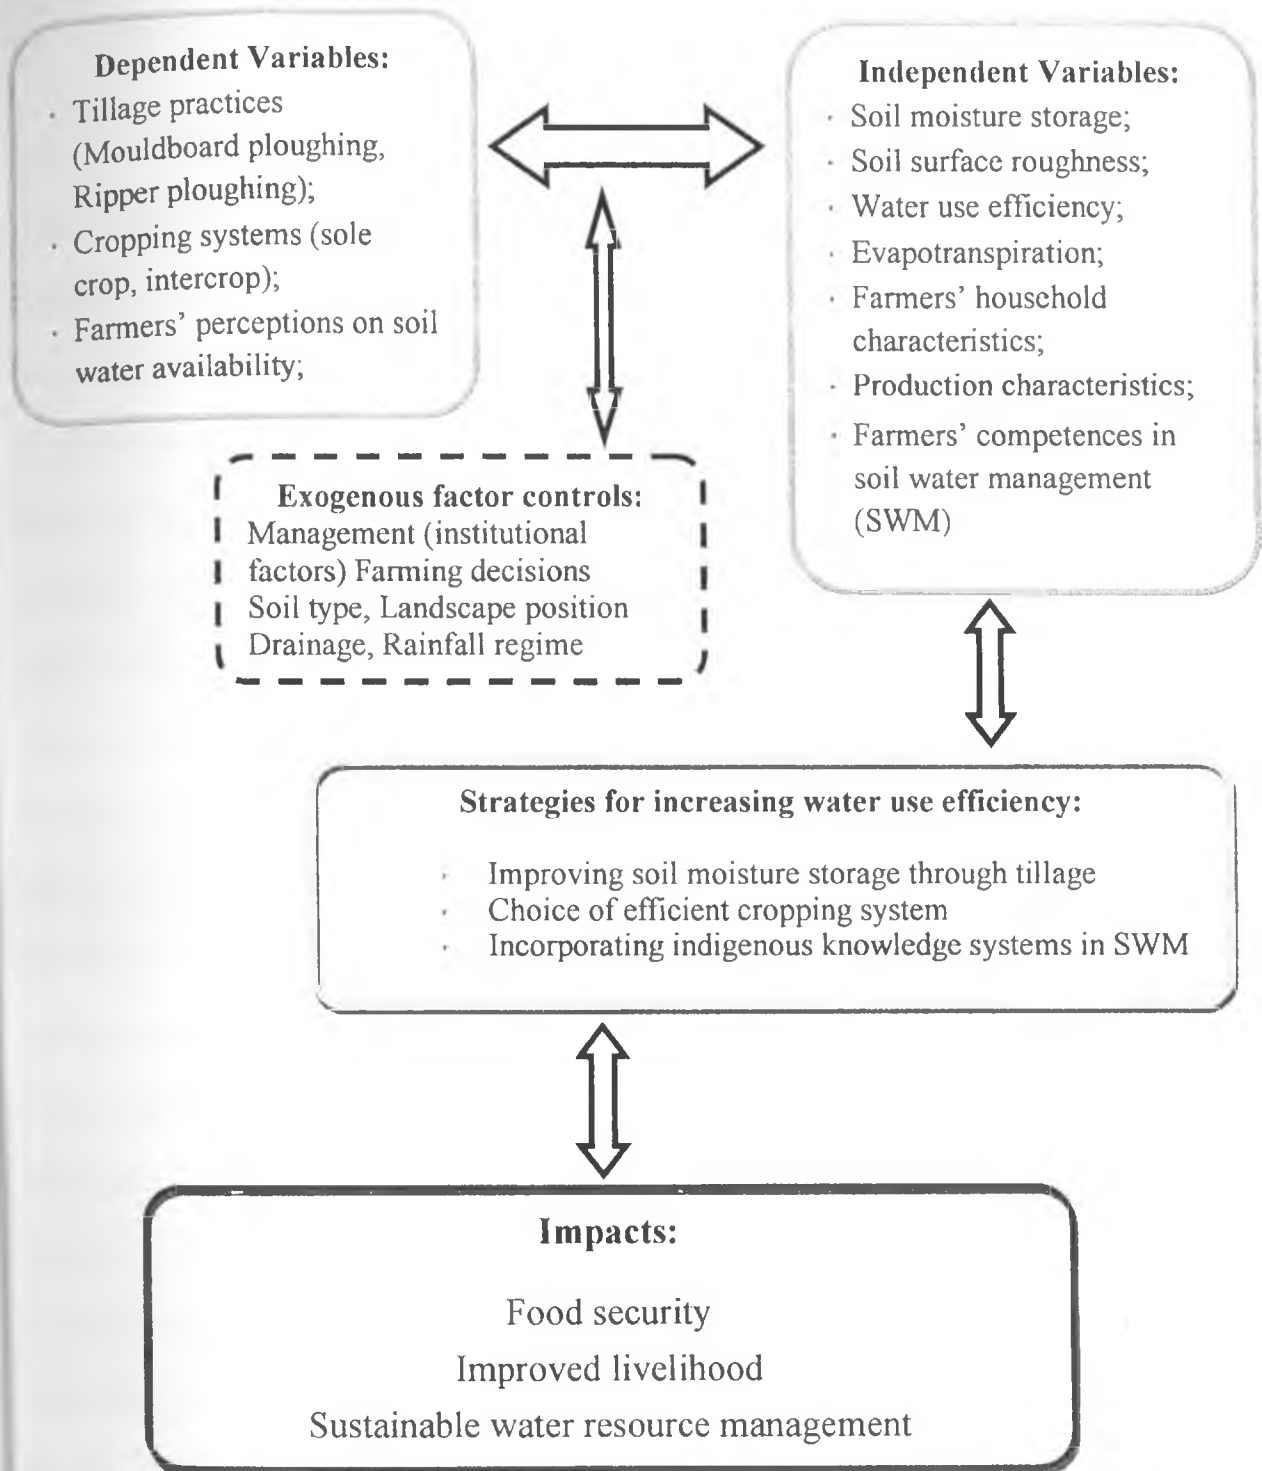 Dependent Variables:
· Tillage practices
(Mouldboard ploughing,
Ripper ploughing);
· Cropping systems (sole
crop, intercrop);
· Farmers' perceptions on soil
water availability;
Independent Variables:
· Soil moisture storage;
· Soil surface roughness;
· Water use efficiency;
· Evapotranspiration;
· Farmers' household
characteristics;
· Production characteristics;
· Farmers' competences in
soil water management
(SWM)
Exogenous factor controls:
Management (institutional
factors) Farming decisions
Soil type, Landscape position
Drainage, Rainfall regime
Strategies for increasing water use efficiency:
· Improving soil moisture storage through tillage
· Choice of efficient cropping system
· Incorporating indigenous knowledge systems in SWM
Impacts:
Food security
Improved livelihood
Sustainable water resource management